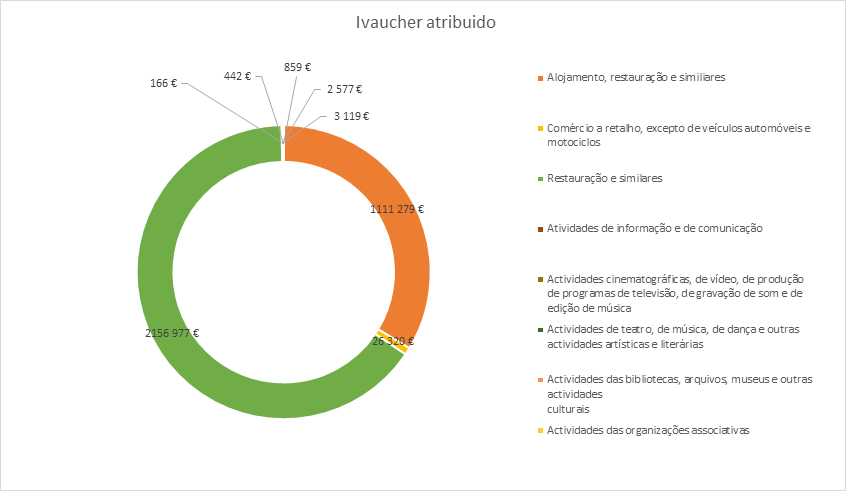 Ivaucher atribuido
859 €
442 €
166 €
2 577 €
3 119 €
1111 279 €
2156 977 €
26 320 €
Alojamento, restauração e similiares
Comércio a retalho, excepto de veículos automóveis e
motociclos
Restauração e similares
Atividades de informação e de comunicação
Actividades cinematográficas, de vídeo, de produção
de programas de televisão, de gravação de som e de
edição de música
Actividades de teatro, de música, de dança e outras
actividades artísticas e literárias
Actividades das bibliotecas, arquivos, museus e outras
actividades
culturais
Actividades das organizações associativas